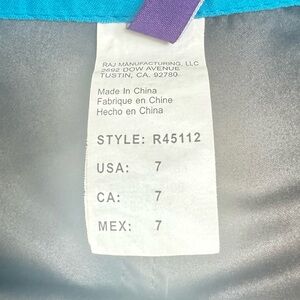 RAJ MANUFACTURING, LLC
2692 DOW AVENUE
TUSTIN, CA. 92780.
Made In China
Fabrique en Chine
Hecho en China
STYLE: R45112
USA: 7
CA: 7
MEX: 7